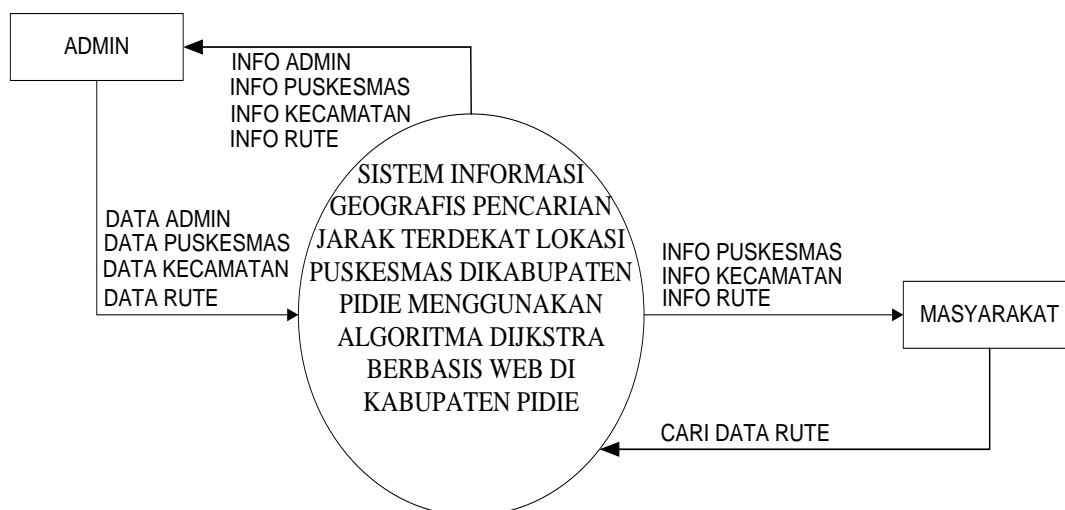 ADMIN
INFO ADMIN
INFO PUSKESMAS
INFO KECAMATAN
INFO RUTE
SISTEM INFORMASI
GEOGRAFIS PENCARIAN
JARAK TERDEKAT LOKASI
PUSKESMAS DIKABUPATEN
PIDIE MENGGUNAKAN
ALGORITMA DIJKSTRA
BERBASIS WEB DI
KABUPATEN PIDIE
DATA ADMIN
DATA PUSKESMAS
DATA KECAMATAN
DATA RUTE
INFO PUSKESMAS
INFO KECAMATAN
INFO RUTE
MASYARAKAT
CARI DATA RUTE